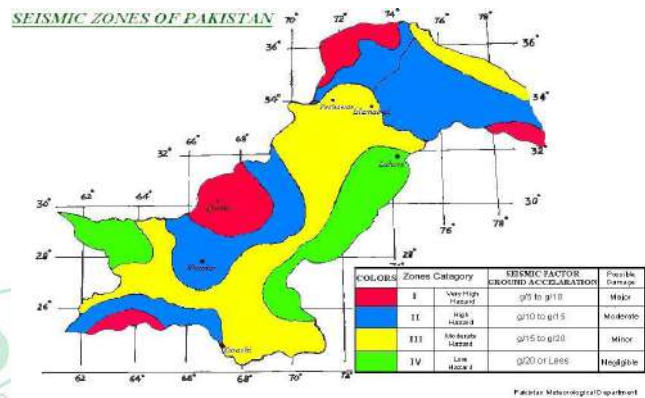 SEISMIC ZONES OF PAKISTAN
70° 72° 74° 76° 78°
36° 36°
34° 34°
Peshawar Islamabad
66° 68°
32° 32°
Lahore
62° 64°
30° 30°
Quetta
76° 78°
28° 28°
Khuzdar
26°
Karachi
62° 64° 66° 68° 70° 72°
COLORS Zones Category SEISMIC FACTOR GROUND ACCELARATION Possible Damage
I Very High Hazard g/5 to g/10 Major
II High Hazard g/10 to g/15 Moderate
III Moderate Hazard g/15 to g/20 Minor
IV Low Hazard g/20 or Less Negligible
Pakistan Meteorological Department